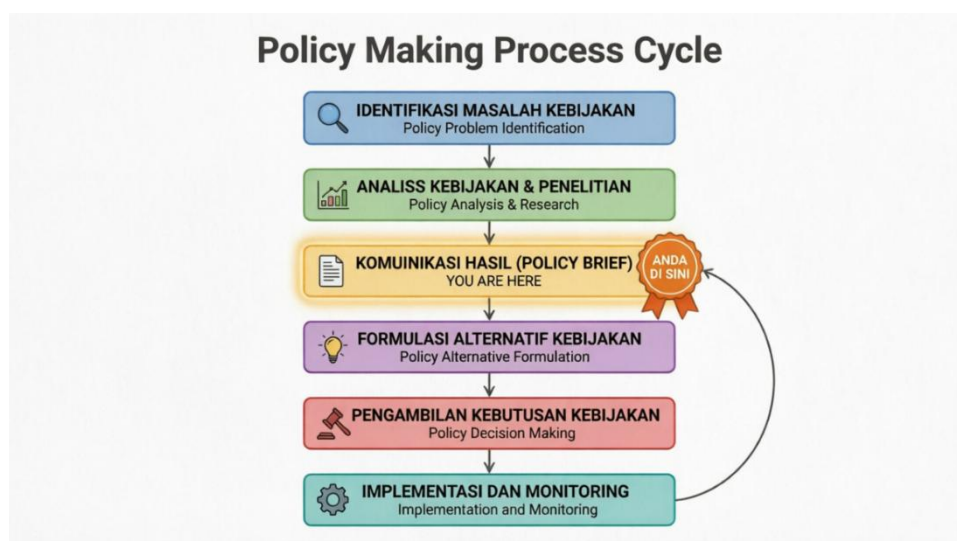 Policy Making Process Cycle
IDENTIFIKASI MASALAH KEBIJAKAN
Policy Problem Identification
ANALISS KEBIJAKAN & PENELITIAN
Policy Analysis & Research
KOMUINIKASI HASIL (POLICY BRIEF)
YOU ARE HERE
ANDA
DI SINI
FORMULASI ALTERNATIF KEBIJAKAN
Policy Alternative Formulation
PENGAMBILAN KEBUTUSAN KEBIJAKAN
Policy Decision Making
IMPLEMENTASI DAN MONITORING
Implementation and Monitoring